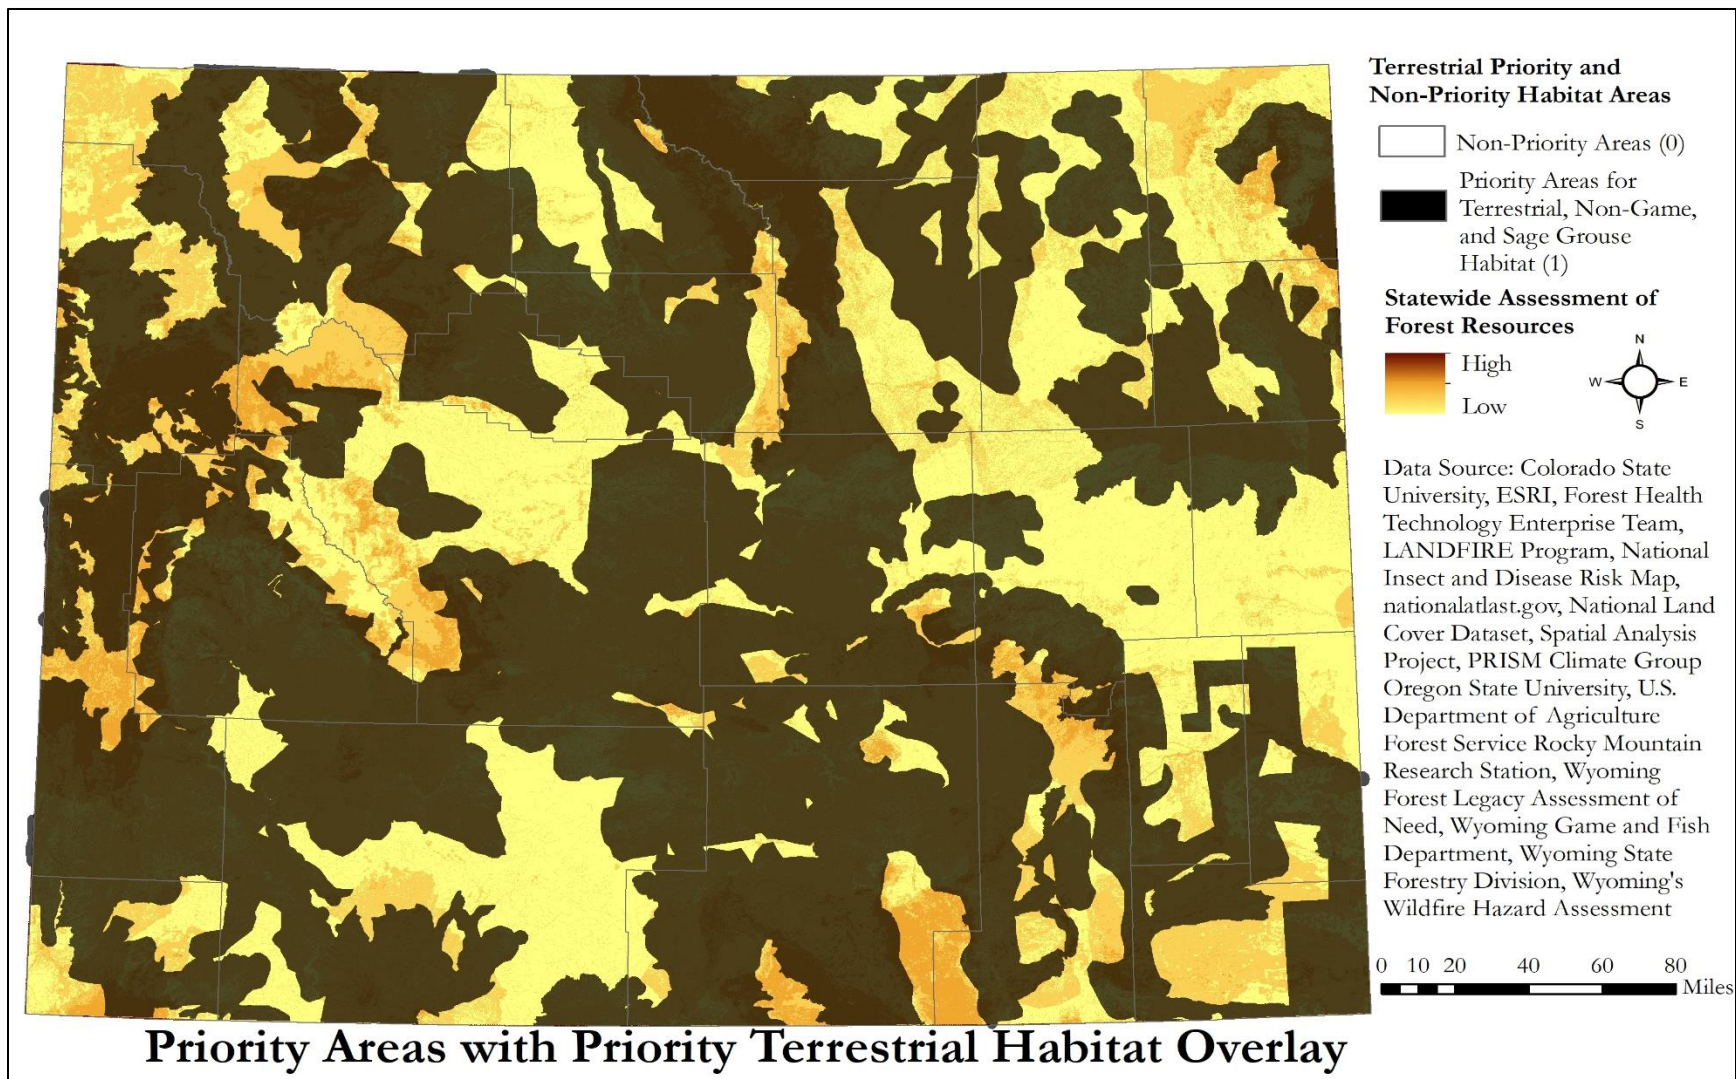 Terrestrial Priority and
Non-Priority Habitat Areas
Non-Priority Areas (0)
Priority Areas for
Terrestrial, Non-Game,
and Sage Grouse
Habitat (1)
Statewide Assessment of
Forest Resources
High
Low
N
W E
S
Data Source: Colorado State
University, ESRI, Forest Health
Technology Enterprise Team,
LANDFIRE Program, National
Insect and Disease Risk Map,
nationalatlast.gov, National Land
Cover Dataset, Spatial Analysis
Project, PRISM Climate Group
Oregon State University, U.S.
Department of Agriculture
Forest Service Rocky Mountain
Research Station, Wyoming
Forest Legacy Assessment of
Need, Wyoming Game and Fish
Department, Wyoming State
Forestry Division, Wyoming's
Wildfire Hazard Assessment
0 10 20 40 60 80
Miles
Priority Areas with Priority Terrestrial Habitat Overlay